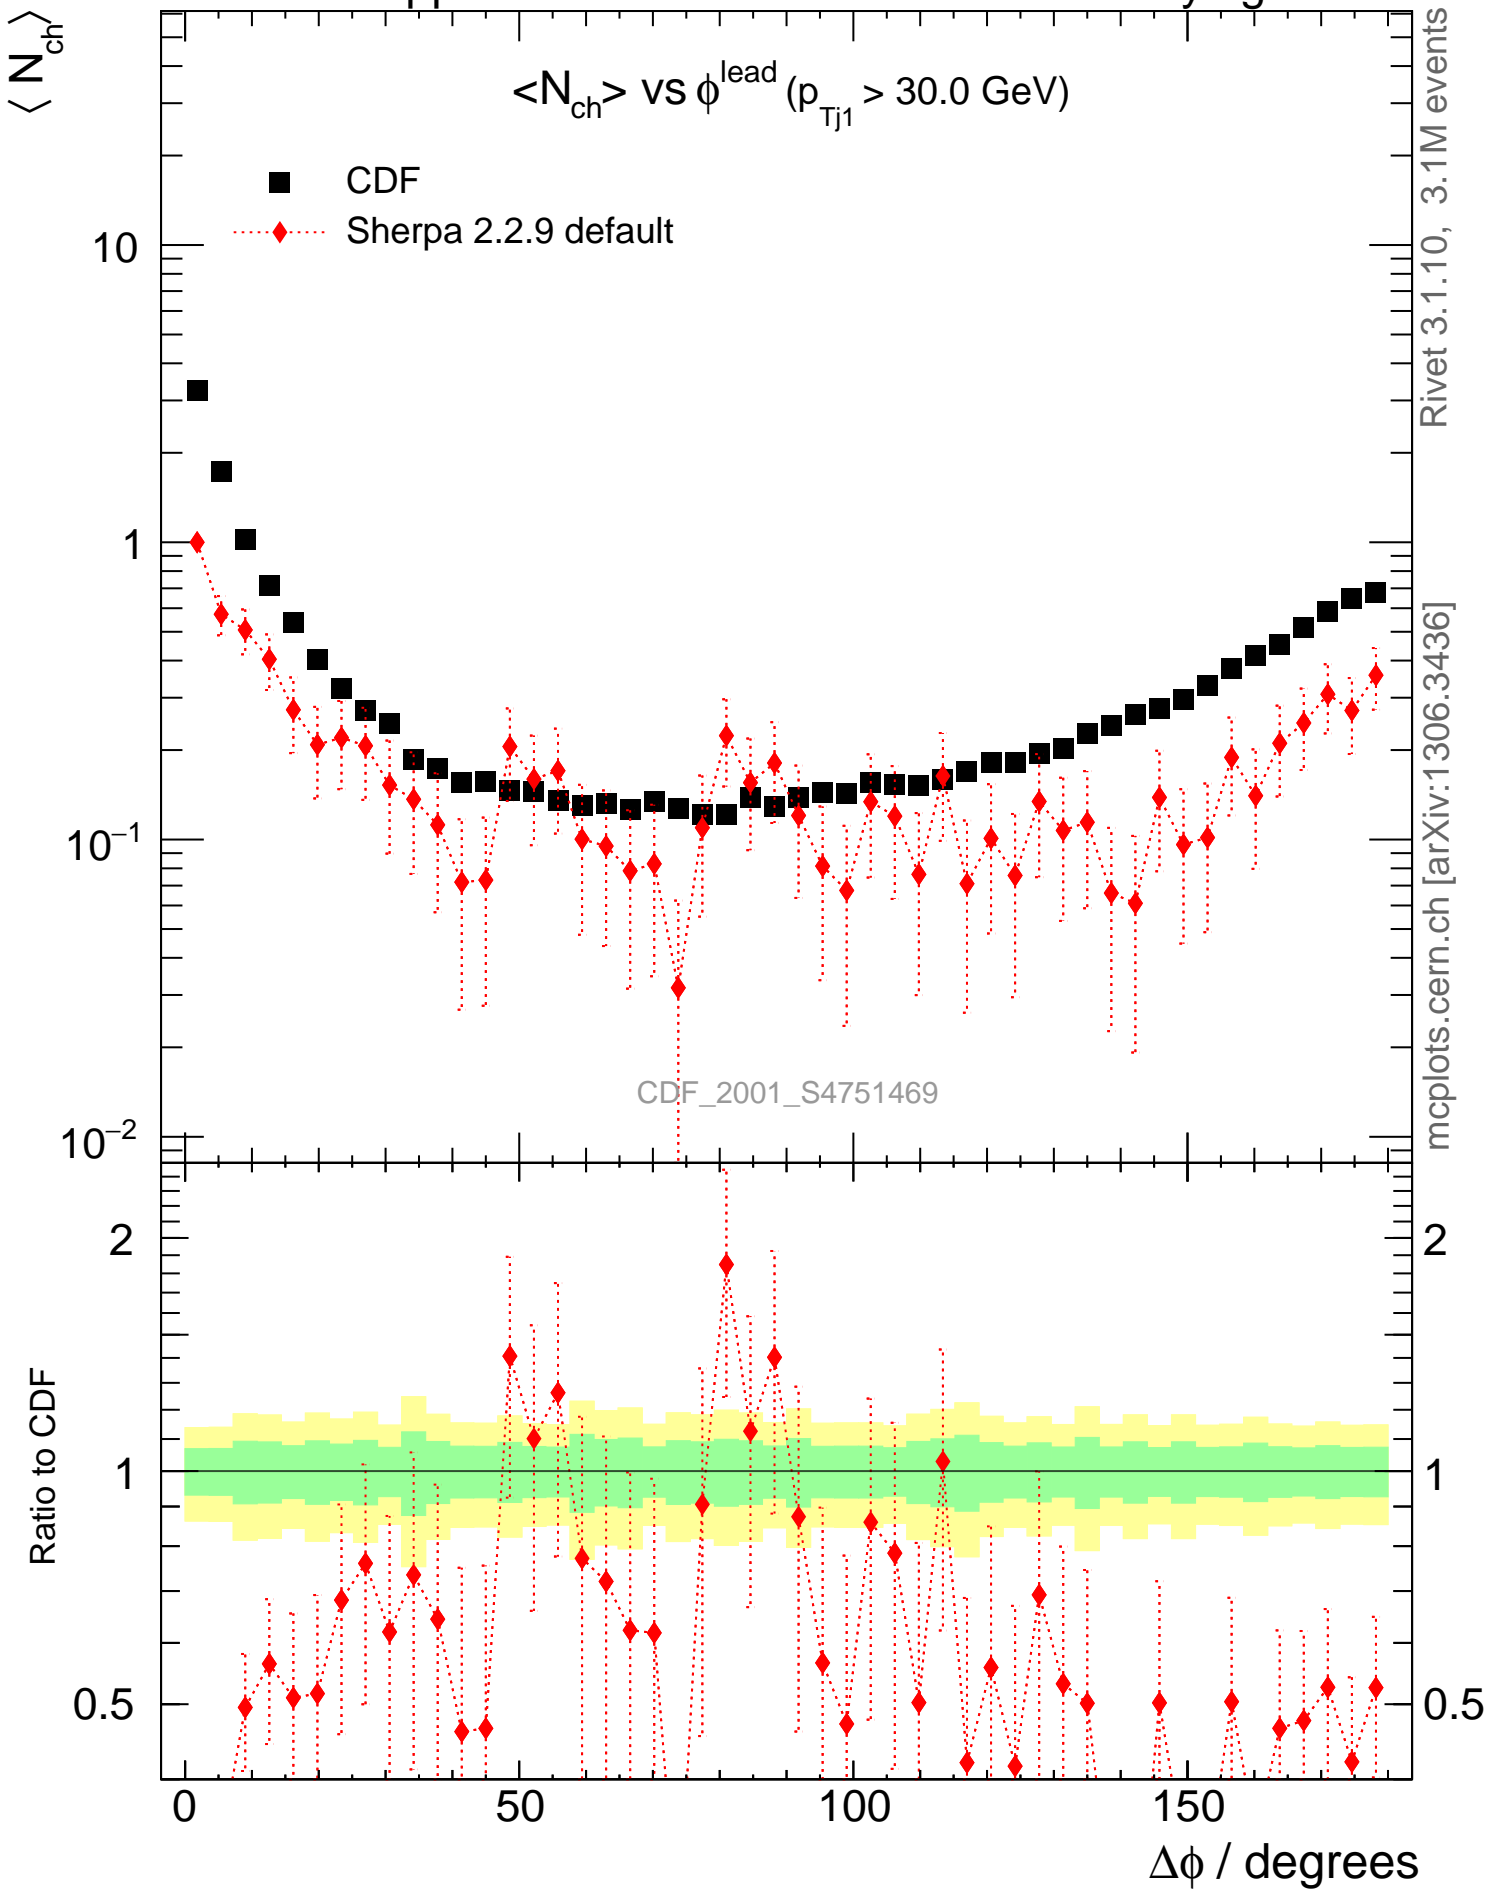 ⟨ N_ch ⟩
<N_ch> vs ϕ^lead (p_Tj1 > 30.0 GeV)
CDF
Sherpa 2.2.9 default
10
1
10^−1
10^−2
CDF_2001_S4751469
Rivet 3.1.10, 3.1M events
mcplots.cern.ch [arXiv:1306.3436]
Ratio to CDF
2
1
0.5
2
1
0.5
0 50 100 150
Δϕ / degrees